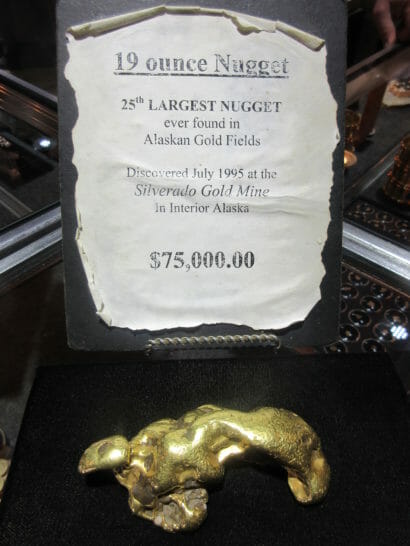 19 ounce Nugget
25th LARGEST NUGGET
ever found in
Alaskan Gold Fields
Discovered July 1995 at the
Silverado Gold Mine
In Interior Alaska
$75,000.00